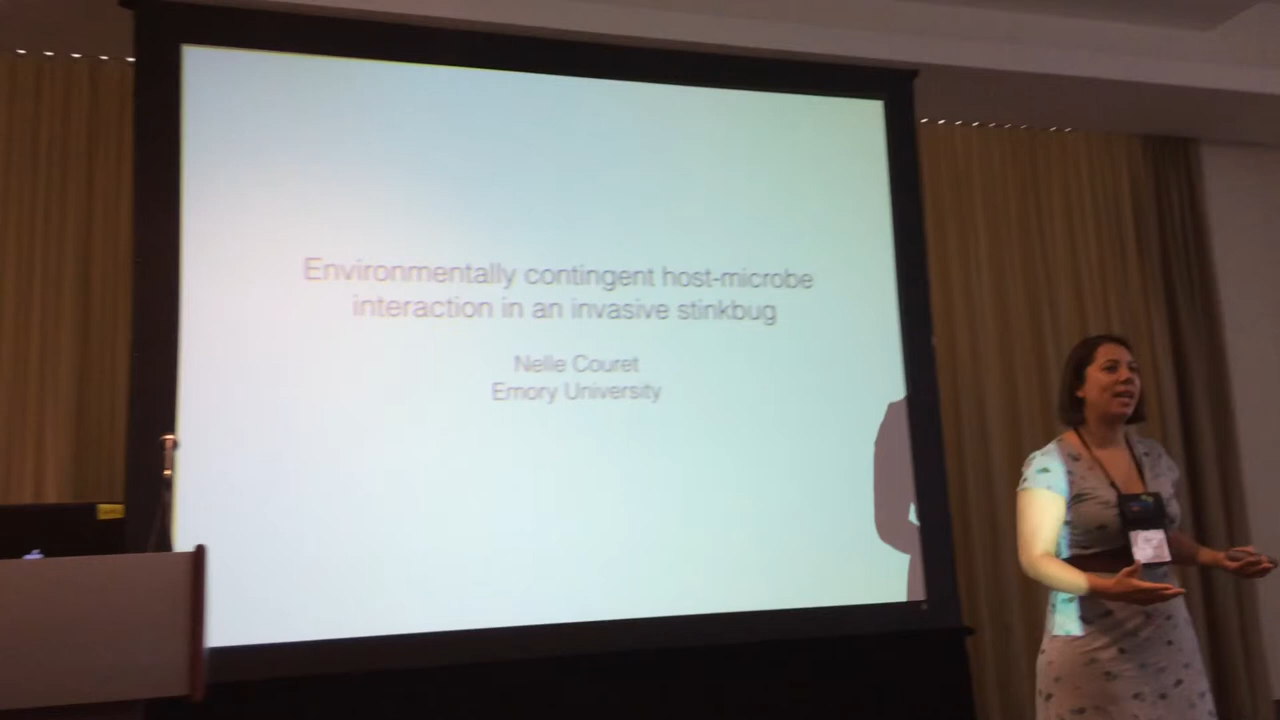 Environmentally contingent host-microbe
interaction in an invasive stinkbug
Nelle Couret
Emory University